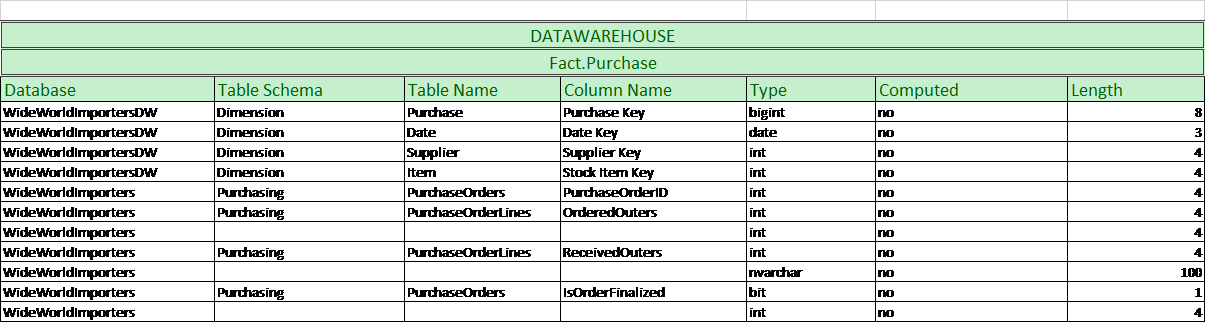 DATAWAREHOUSE
Fact.Purchase
Database Table Schema Table Name Column Name Type Computed Length
WideWorldImportersDW Dimension Purchase Purchase Key bigint no 8
WideWorldImportersDW Dimension Date Date Key date no 3
WideWorldImportersDW Dimension Supplier Supplier Key int no 4
WideWorldImportersDW Dimension Item Stock Item Key int no 4
WideWorldImporters Purchasing PurchaseOrders PurchaseOrderID int no 4
WideWorldImporters Purchasing PurchaseOrderLines OrderedOuters int no 4
WideWorldImporters int no 4
WideWorldImporters Purchasing PurchaseOrderLines ReceivedOuters int no 4
WideWorldImporters nvarchar no 100
WideWorldImporters Purchasing PurchaseOrders IsOrderFinalized bit no 1
WideWorldImporters int no 4